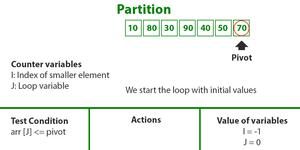 Partition
10 80 30 90 40 50 70
Pivot
Counter variables
I: Index of smaller element
J: Loop variable
We start the loop with initial values
Test Condition
arr [J] <= pivot
Actions
Value of variables
I = -1
J = 0